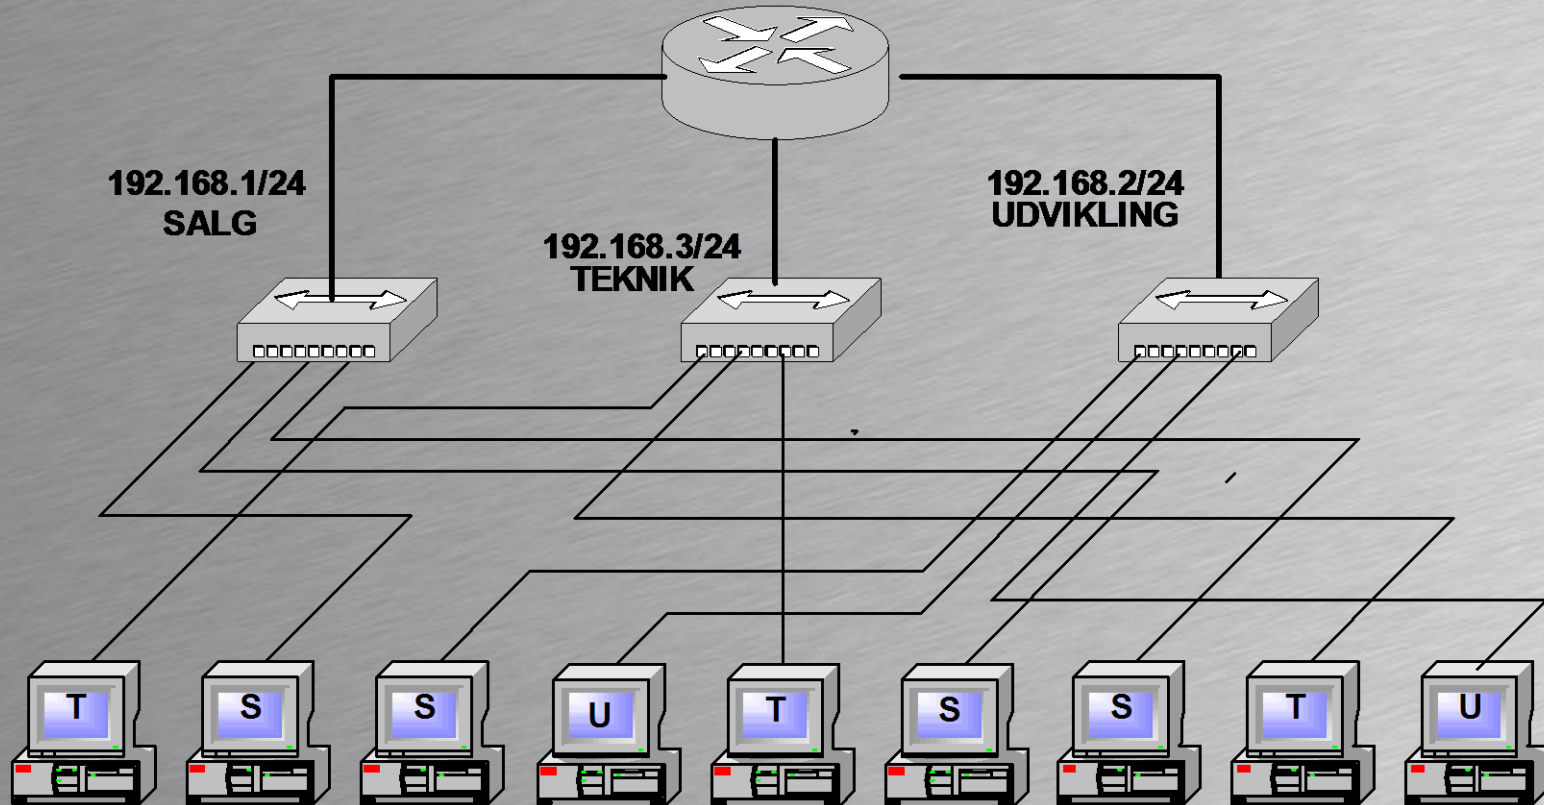 192.168.1/24
SALG
192.168.3/24
TEKNIK
192.168.2/24
UDVIKLING
T
S
S
U
T
S
S
T
U